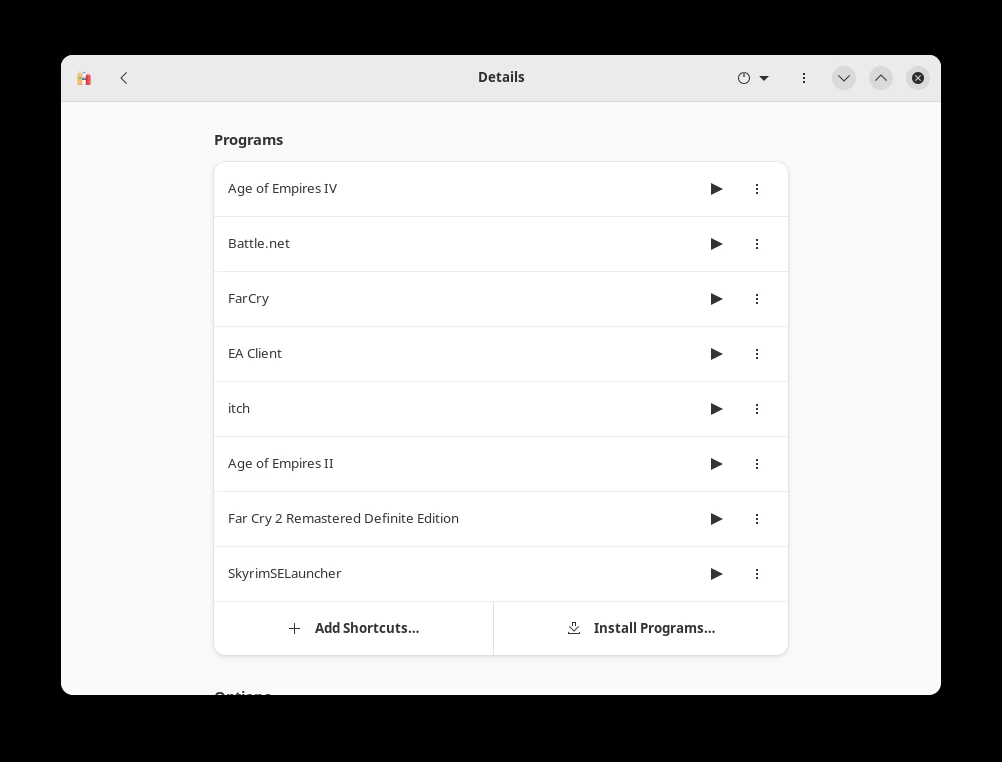 Details
Programs
Age of Empires IV
Battle.net
FarCry
EA Client
itch
Age of Empires II
Far Cry 2 Remastered Definite Edition
SkyrimSELauncher
Add Shortcuts...
Install Programs...
Options